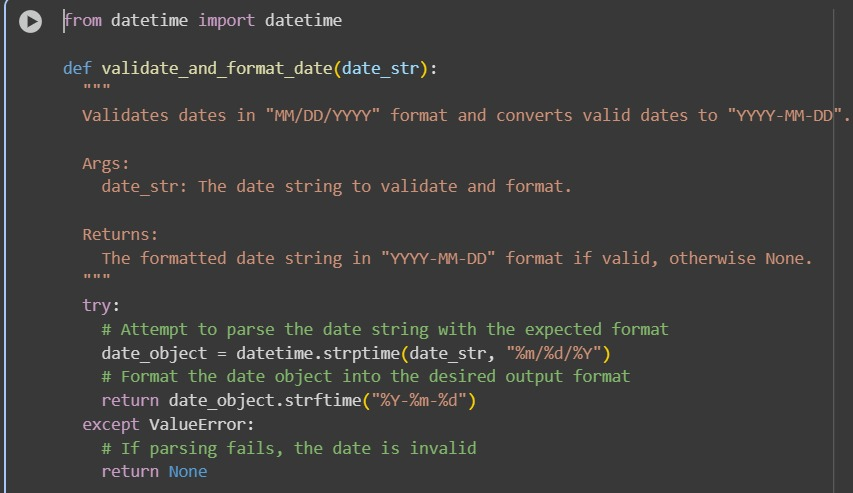 from datetime import datetime
def validate_and_format_date(date_str):
"""
Validates dates in "MM/DD/YYYY" format and converts valid dates to "YYYY-MM-DD".
Args:
date_str: The date string to validate and format.
Returns:
The formatted date string in "YYYY-MM-DD" format if valid, otherwise None.
"""
try:
# Attempt to parse the date string with the expected format
date_object = datetime.strptime(date_str, "%m/%d/%Y")
# Format the date object into the desired output format
return date_object.strftime("%Y-%m-%d")
except ValueError:
# If parsing fails, the date is invalid
return None